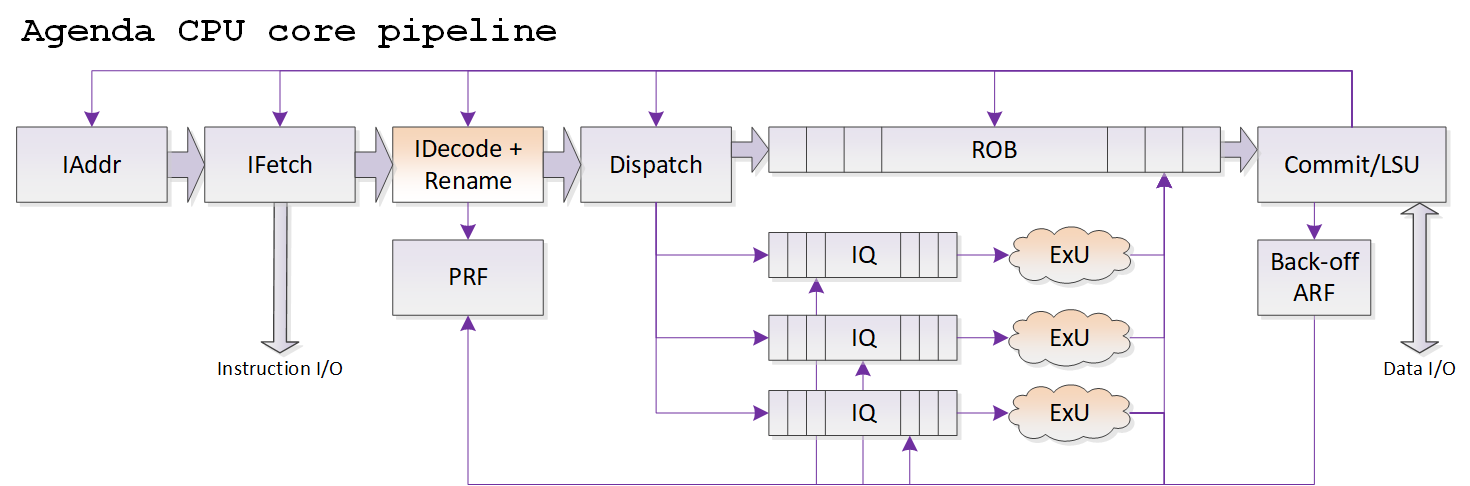 Agenda CPU core pipeline
IAddr
IFetch
IDecode +
Rename
Dispatch
ROB
Commit/LSU
PRF
IQ
ExU
Back-off
ARF
IQ
ExU
Instruction I/O
Data I/O
IQ
ExU